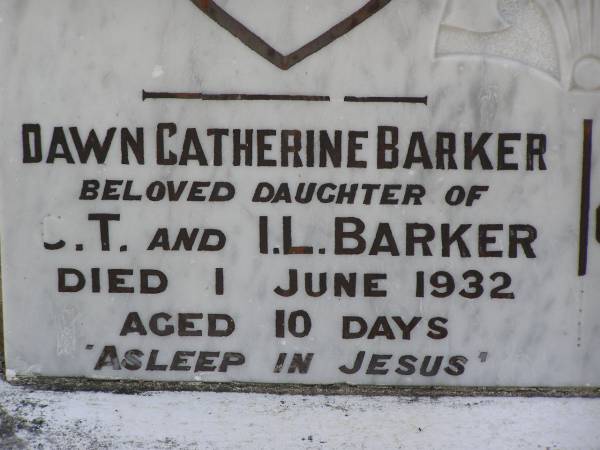 DAWN CATHERINE BARKER
BELOVED DAUGHTER OF
T. AND I.L. BARKER
DIED 1 JUNE 1932
AGED 10 DAYS
"ASLEEP IN JESUS"